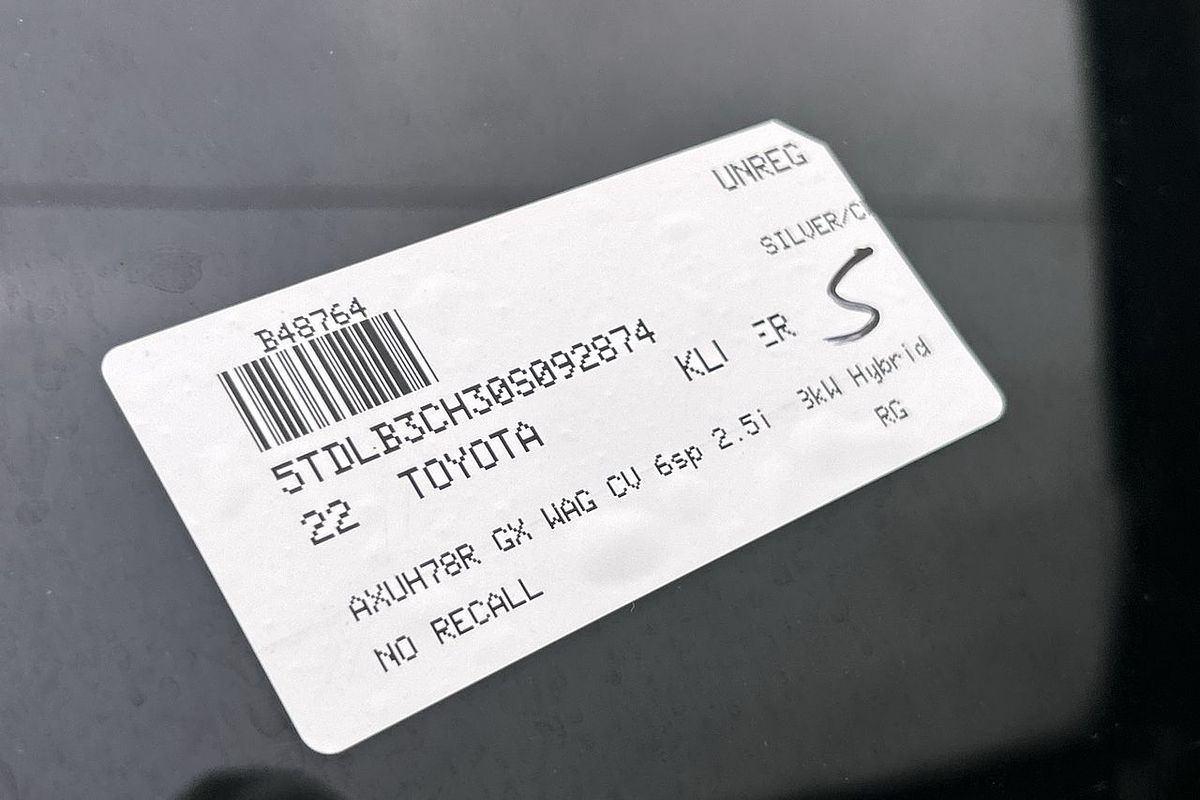 UNREG
SILVER/C
B48764
S
5TDLB3CH30S092874
22 TOYOTA KLI ER
AXUH78R GX WAG CV 6sp 2.5i 3kW Hybrid
NO RECALL RG